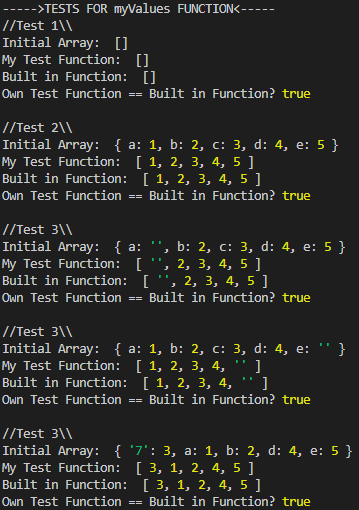 ----->TESTS FOR myValues FUNCTION<-----
//Test 1\\
Initial Array:  []
My Test Function:  []
Built in Function:  []
Own Test Function == Built in Function? true

//Test 2\\
Initial Array:  { a: 1, b: 2, c: 3, d: 4, e: 5 }
My Test Function:  [ 1, 2, 3, 4, 5 ]
Built in Function:  [ 1, 2, 3, 4, 5 ]
Own Test Function == Built in Function? true

//Test 3\\
Initial Array:  { a: '', b: 2, c: 3, d: 4, e: 5 }
My Test Function:  [ '', 2, 3, 4, 5 ]
Built in Function:  [ '', 2, 3, 4, 5 ]
Own Test Function == Built in Function? true

//Test 3\\
Initial Array:  { a: 1, b: 2, c: 3, d: 4, e: '' }
My Test Function:  [ 1, 2, 3, 4, '' ]
Built in Function:  [ 1, 2, 3, 4, '' ]
Own Test Function == Built in Function? true

//Test 3\\
Initial Array:  { '7': 3, a: 1, b: 2, d: 4, e: 5 }
My Test Function:  [ 3, 1, 2, 4, 5 ]
Built in Function:  [ 3, 1, 2, 4, 5 ]
Own Test Function == Built in Function? true